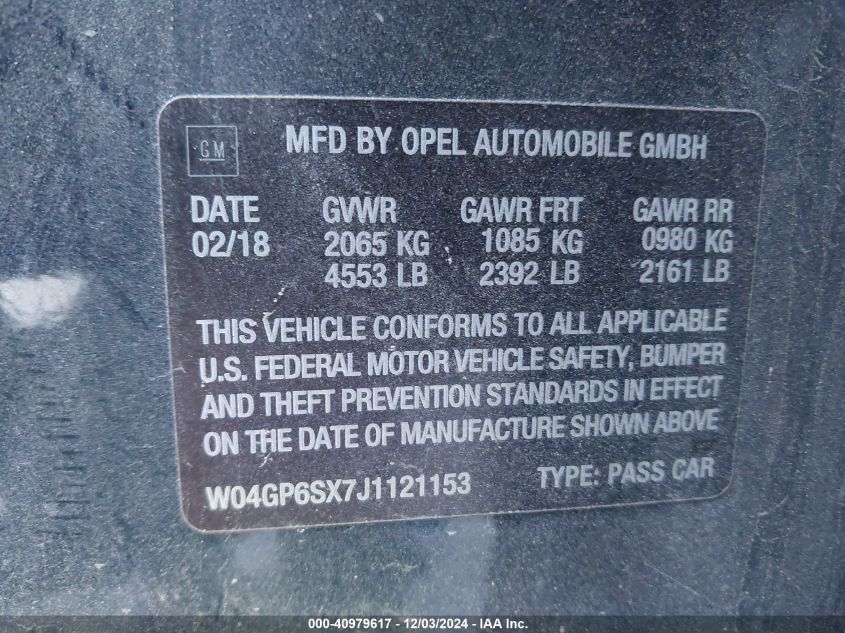 GM
MFD BY OPEL AUTOMOBILE GMBH
DATE GVWR GAWR FRT GAWR RR
02/18 2065 KG 1085 KG 0980 KG
4553 LB 2392 LB 2161 LB
THIS VEHICLE CONFORMS TO ALL APPLICABLE
U.S. FEDERAL MOTOR VEHICLE SAFETY, BUMPER
AND THEFT PREVENTION STANDARDS IN EFFECT
ON THE DATE OF MANUFACTURE SHOWN ABOVE
W04GP6SX7J1121153 TYPE: PASS CAR
000-40979617 - 12/03/2024 - IAA Inc.